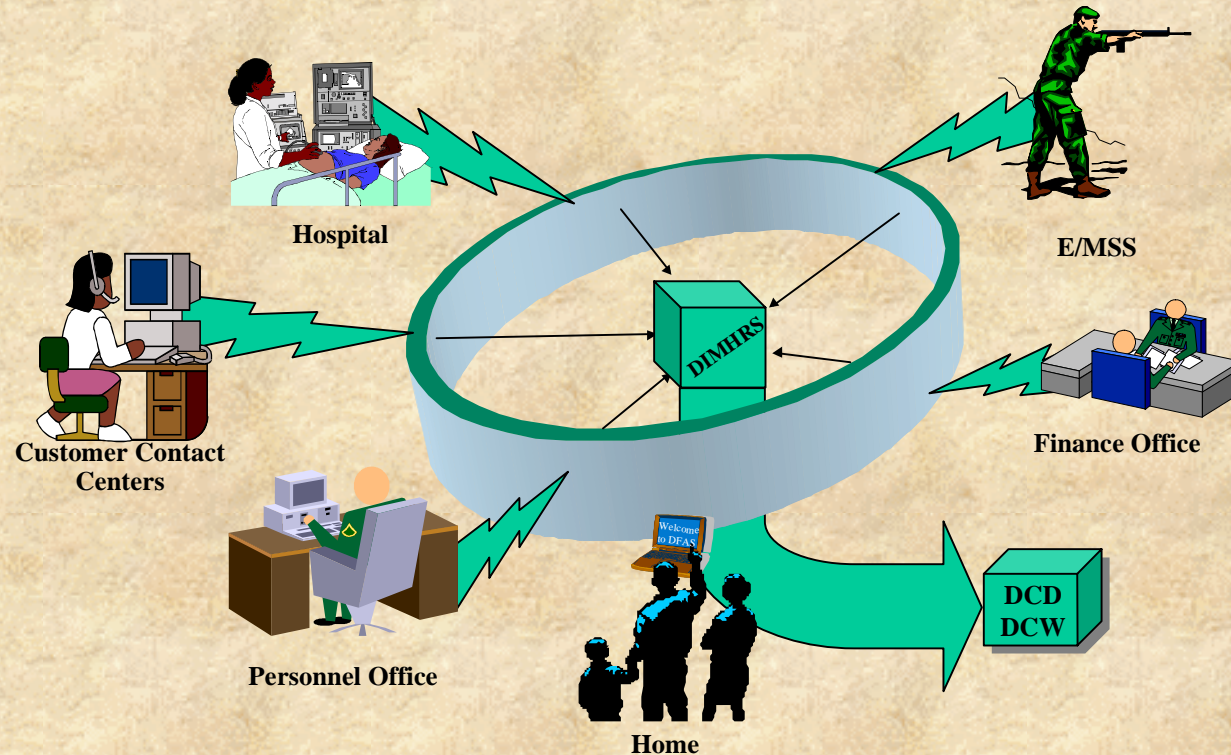 Hospital
E/MSS
DIMHRS
Customer Contact
Centers
Finance Office
Welcome
to DFAS
DCD
DCW
Personnel Office
Home